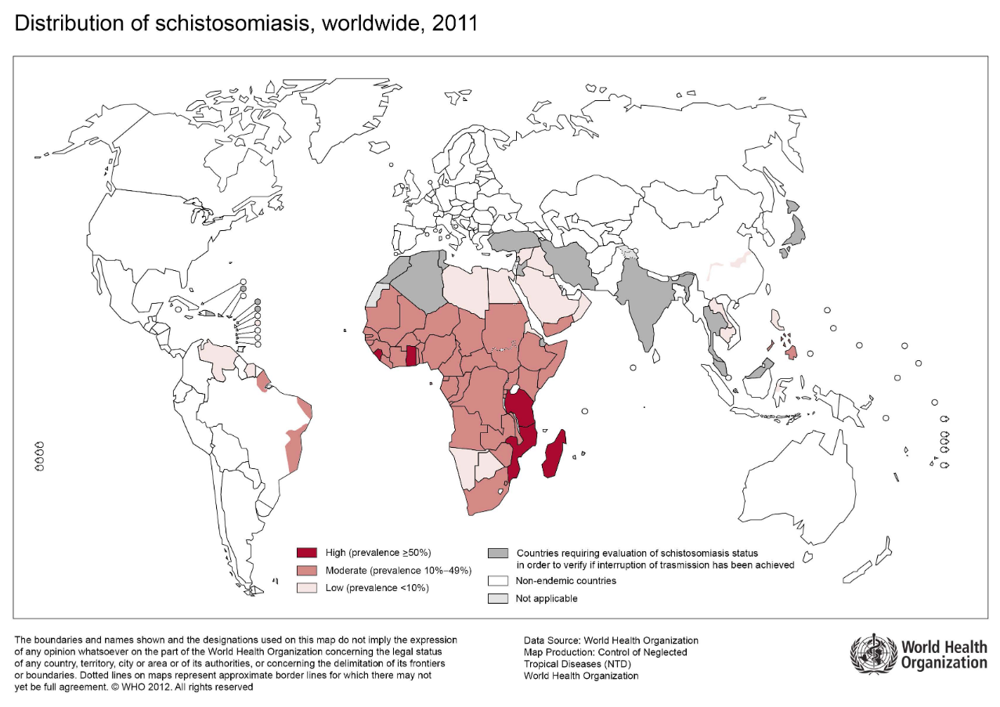 Distribution of schistosomiasis, worldwide, 2011
High (prevalence ≥50%)
Moderate (prevalence 10%–49%)
Low (prevalence <10%)
Countries requiring evaluation of schistosomiasis status
in order to verify if interruption of trasmission has been achieved
Non-endemic countries
Not applicable
The boundaries and names shown and the designations used on this map do not imply the expression
of any opinion whatsoever on the part of the World Health Organization concerning the legal status
of any country, territory, city or area or of its authorities, or concerning the delimitation of its frontiers
or boundaries. Dotted lines on maps represent approximate border lines for which there may not
yet be full agreement. © WHO 2012. All rights reserved
Data Source: World Health Organization
Map Production: Control of Neglected
Tropical Diseases (NTD)
World Health Organization
World Health
Organization